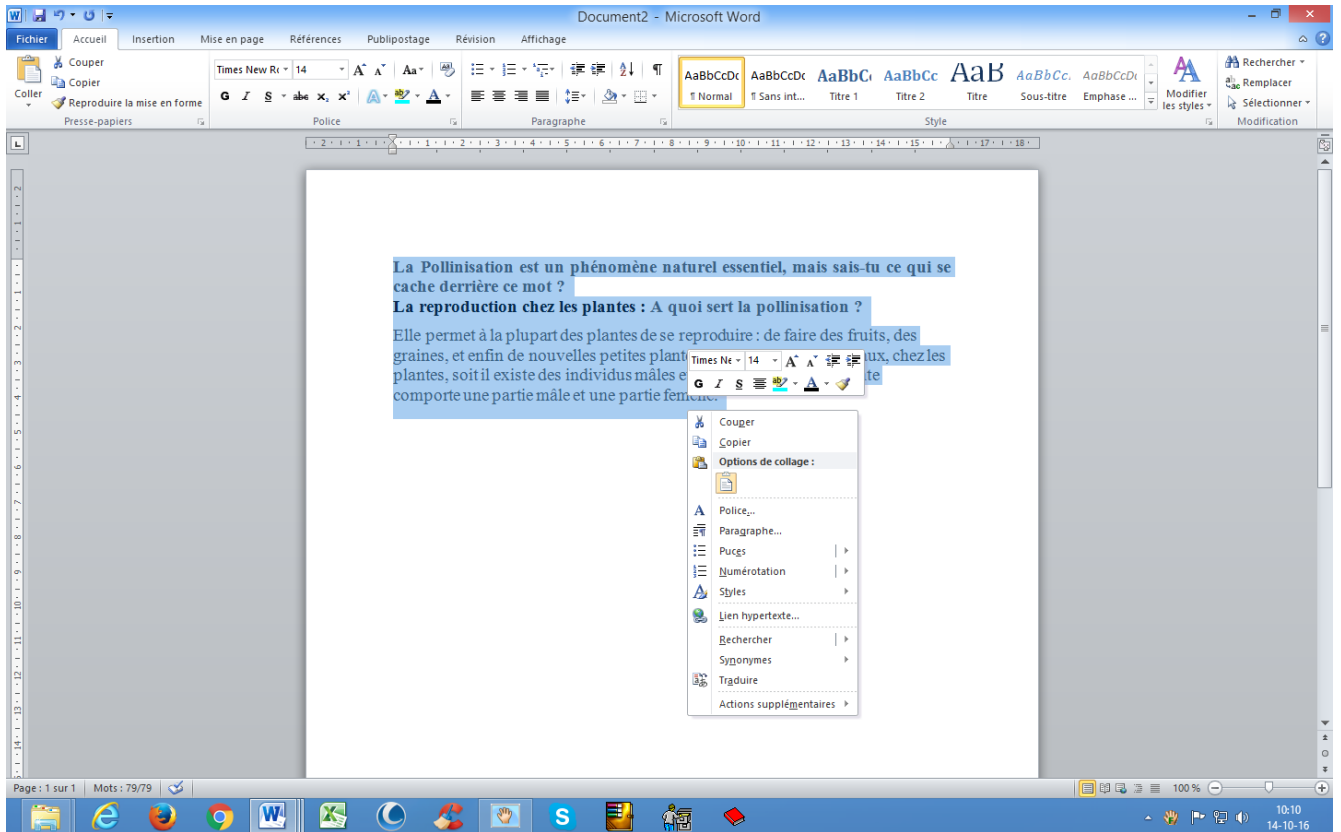 Document2 - Microsoft Word
Fichier Accueil Insertion Mise en page Références Publipostage Révision Affichage
Coller
Couper
Copier
Reproduire la mise en forme
Presse-papiers
Times New Ro 14
G I S abc x₂ x²
Police
Paragraphe
AaBbCcDc AaBbCcDc AaBbC AaBbCc AaB AaBbCc. AaBbCcDc
¶ Normal ¶ Sans int... Titre 1 Titre 2 Titre Sous-titre Emphase ...
Modifier les styles
Style
Rechercher
Remplacer
Sélectionner
Modification
La Pollinisation est un phénomène naturel essentiel, mais sais-tu ce qui se
cache derrière ce mot ?
La reproduction chez les plantes : A quoi sert la pollinisation ?
Elle permet à la plupart des plantes de se reproduire : de faire des fruits, des
graines, et enfin de nouvelles petites plant ux, chez les
plantes, soit il existe des individus mâles e te
comporte une partie mâle et une partie femelle.
Times Ne 14
G I S
Couper
Copier
Options de collage :
Police...
Paragraphe...
Puces
Numérotation
Styles
Lien hypertexte...
Rechercher
Synonymes
Traduire
Actions supplémentaires
Page : 1 sur 1 Mots : 79/79
100 %
10:10
14-10-16